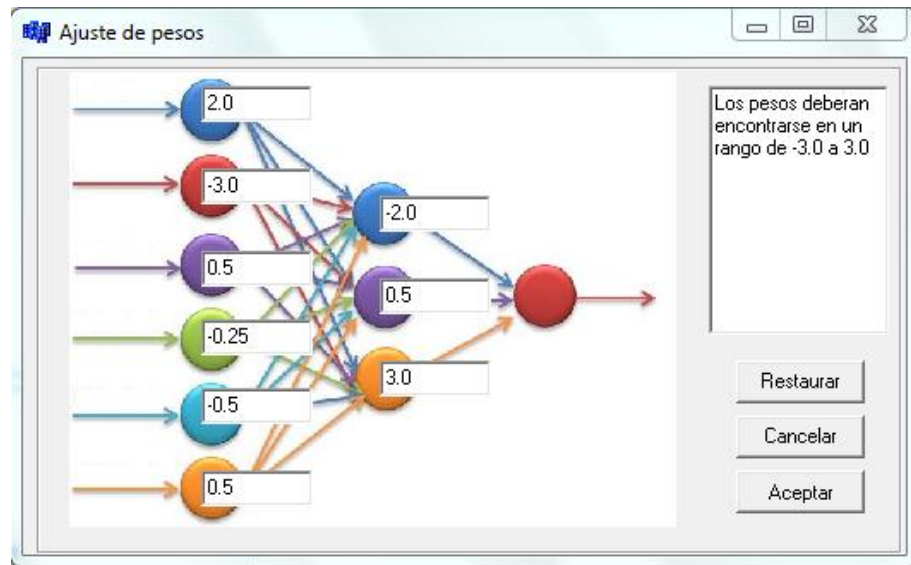 Ajuste de pesos
2.0
-3.0
0.5
-0.25
-0.5
0.5
-2.0
0.5
3.0
Los pesos deberan
encontrarse en un
rango de -3.0 a 3.0
Restaurar
Cancelar
Aceptar